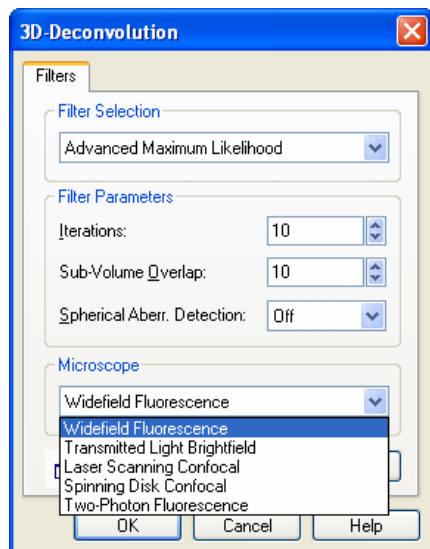 3D-Deconvolution
Filters
Filter Selection
Advanced Maximum Likelihood
Filter Parameters
Iterations:
10
Sub-Volume Overlap:
10
Spherical Aberr. Detection:
Off
Microscope
Widefield Fluorescence
Widefield Fluorescence
Transmitted Light Brightfield
Laser Scanning Confocal
Spinning Disk Confocal
Two-Photon Fluorescence
OK
Cancel
Help